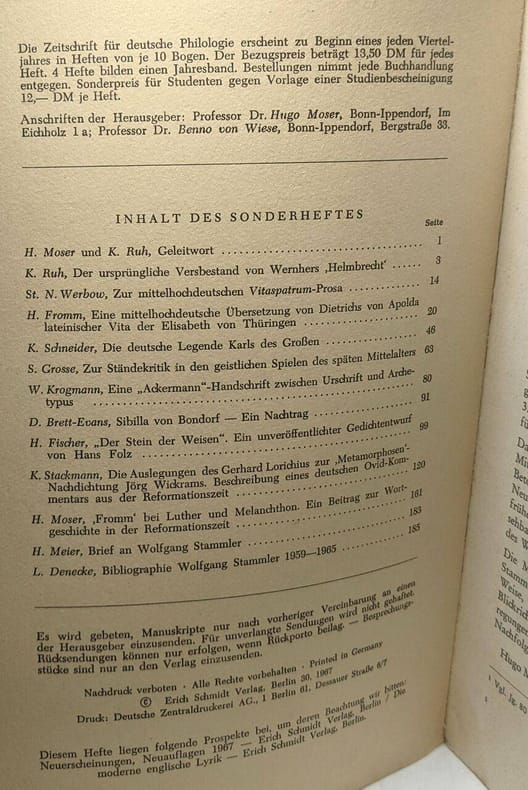 Die Zeitschrift für deutsche Philologie erscheint zu Beginn eines jeden Viertel-
jahres in Heften von je 10 Bogen. Der Bezugspreis beträgt 13,50 DM für jedes
Heft. 4 Hefte bilden einen Jahresband. Bestellungen nimmt jede Buchhandlung
entgegen. Sonderpreis für Studenten gegen Vorlage einer Studienbescheinigung
12,— DM je Heft.
Anschriften der Herausgeber: Professor Dr. Hugo Moser, Bonn-Ippendorf, Im
Eichholz 1 a; Professor Dr. Benno von Wiese, Bonn-Ippendorf, Bergstraße 33.
INHALT DES SONDERHEFTES
Seite
H. Moser und K. Ruh, Geleitwort .......... 1
K. Ruh, Der ursprüngliche Versbestand von Wernhers ‚Helmbrecht‘ ...... 3
St. N. Werbow, Zur mittelhochdeutschen Vitaspatrum-Prosa .......... 14
H. Fromm, Eine mittelhochdeutsche Übersetzung von Dietrichs von Apolda
lateinischer Vita der Elisabeth von Thüringen .......... 20
K. Schneider, Die deutsche Legende Karls des Großen .......... 46
S. Grosse, Zur Ständekritik in den geistlichen Spielen des späten Mittelalters 63
W. Krogmann, Eine „Ackermann“-Handschrift zwischen Urschrift und Arche-
typus .......... 80
D. Brett-Evans, Sibilla von Bondorf — Ein Nachtrag .......... 91
H. Fischer, „Der Stein der Weisen“. Ein unveröffentlichter Gedichtentwurf
von Hans Folz .......... 99
K. Stackmann, Die Auslegungen des Gerhard Lorichius zur ‚Metamorphosen‘-
Nachdichtung Jörg Wickrams. Beschreibung eines deutschen Ovid-Kom-
mentars aus der Reformationszeit .......... 120
H. Moser, ‚Fromm‘ bei Luther und Melanchthon. Ein Beitrag zur Wort-
geschichte in der Reformationszeit .......... 161
H. Meier, Brief an Wolfgang Stammler .......... 183
L. Denecke, Bibliographie Wolfgang Stammler 1959—1965 .......... 185
Es wird gebeten, Manuskripte nur nach vorheriger Vereinbarung an einen
der Herausgeber einzusenden. Für unverlangte Sendungen wird nicht gehaftet.
Rücksendungen können nur erfolgen, wenn Rückporto beilag. — Besprechungs-
stücke sind nur an den Verlag einzusenden.
Nachdruck verboten · Alle Rechte vorbehalten · Printed in Germany
© Erich Schmidt Verlag, Berlin 30, 1967
Druck: Deutsche Zentraldruckerei AG., 1 Berlin 61, Dessauer Straße 6/7
Diesem Hefte liegen folgende Prospekte bei, um deren Beachtung wir bitten:
Neuerscheinungen, Neuauflagen 1967 — Erich Schmidt Verlag, Berlin / Die
moderne englische Lyrik — Erich Schmidt Verlag, Berlin.